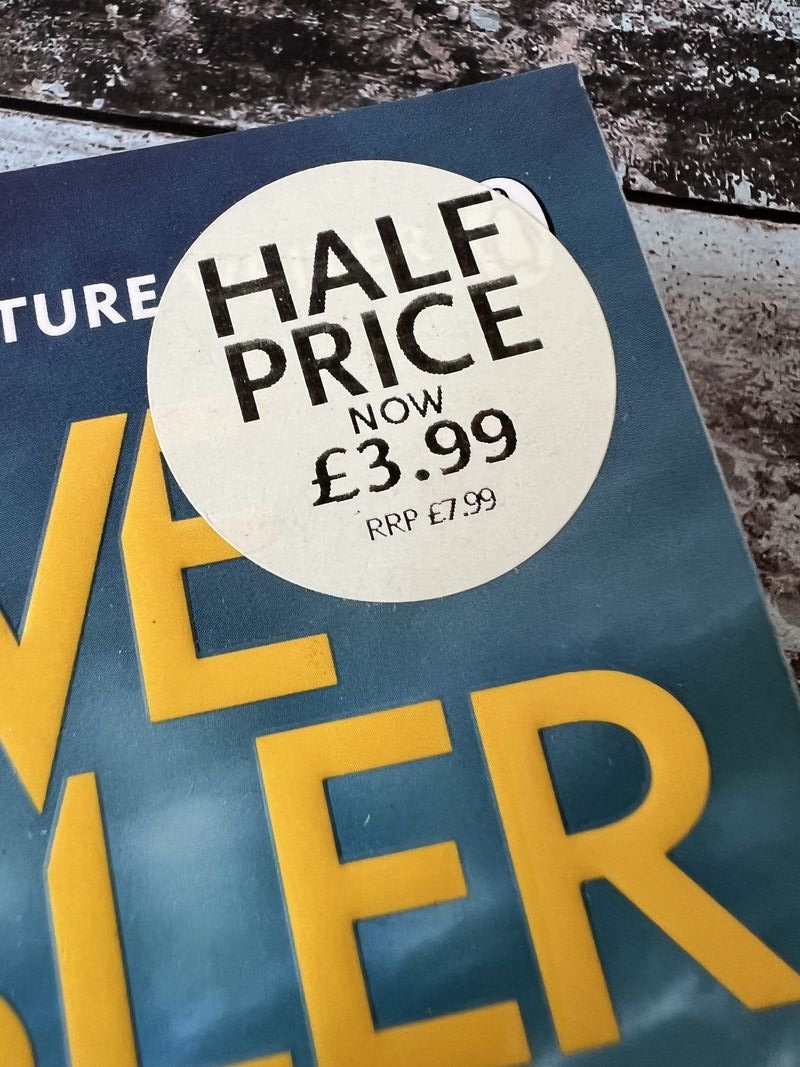 TURE
HALF
PRICE
NOW
£3.99
RRP £7.99
VE
LER